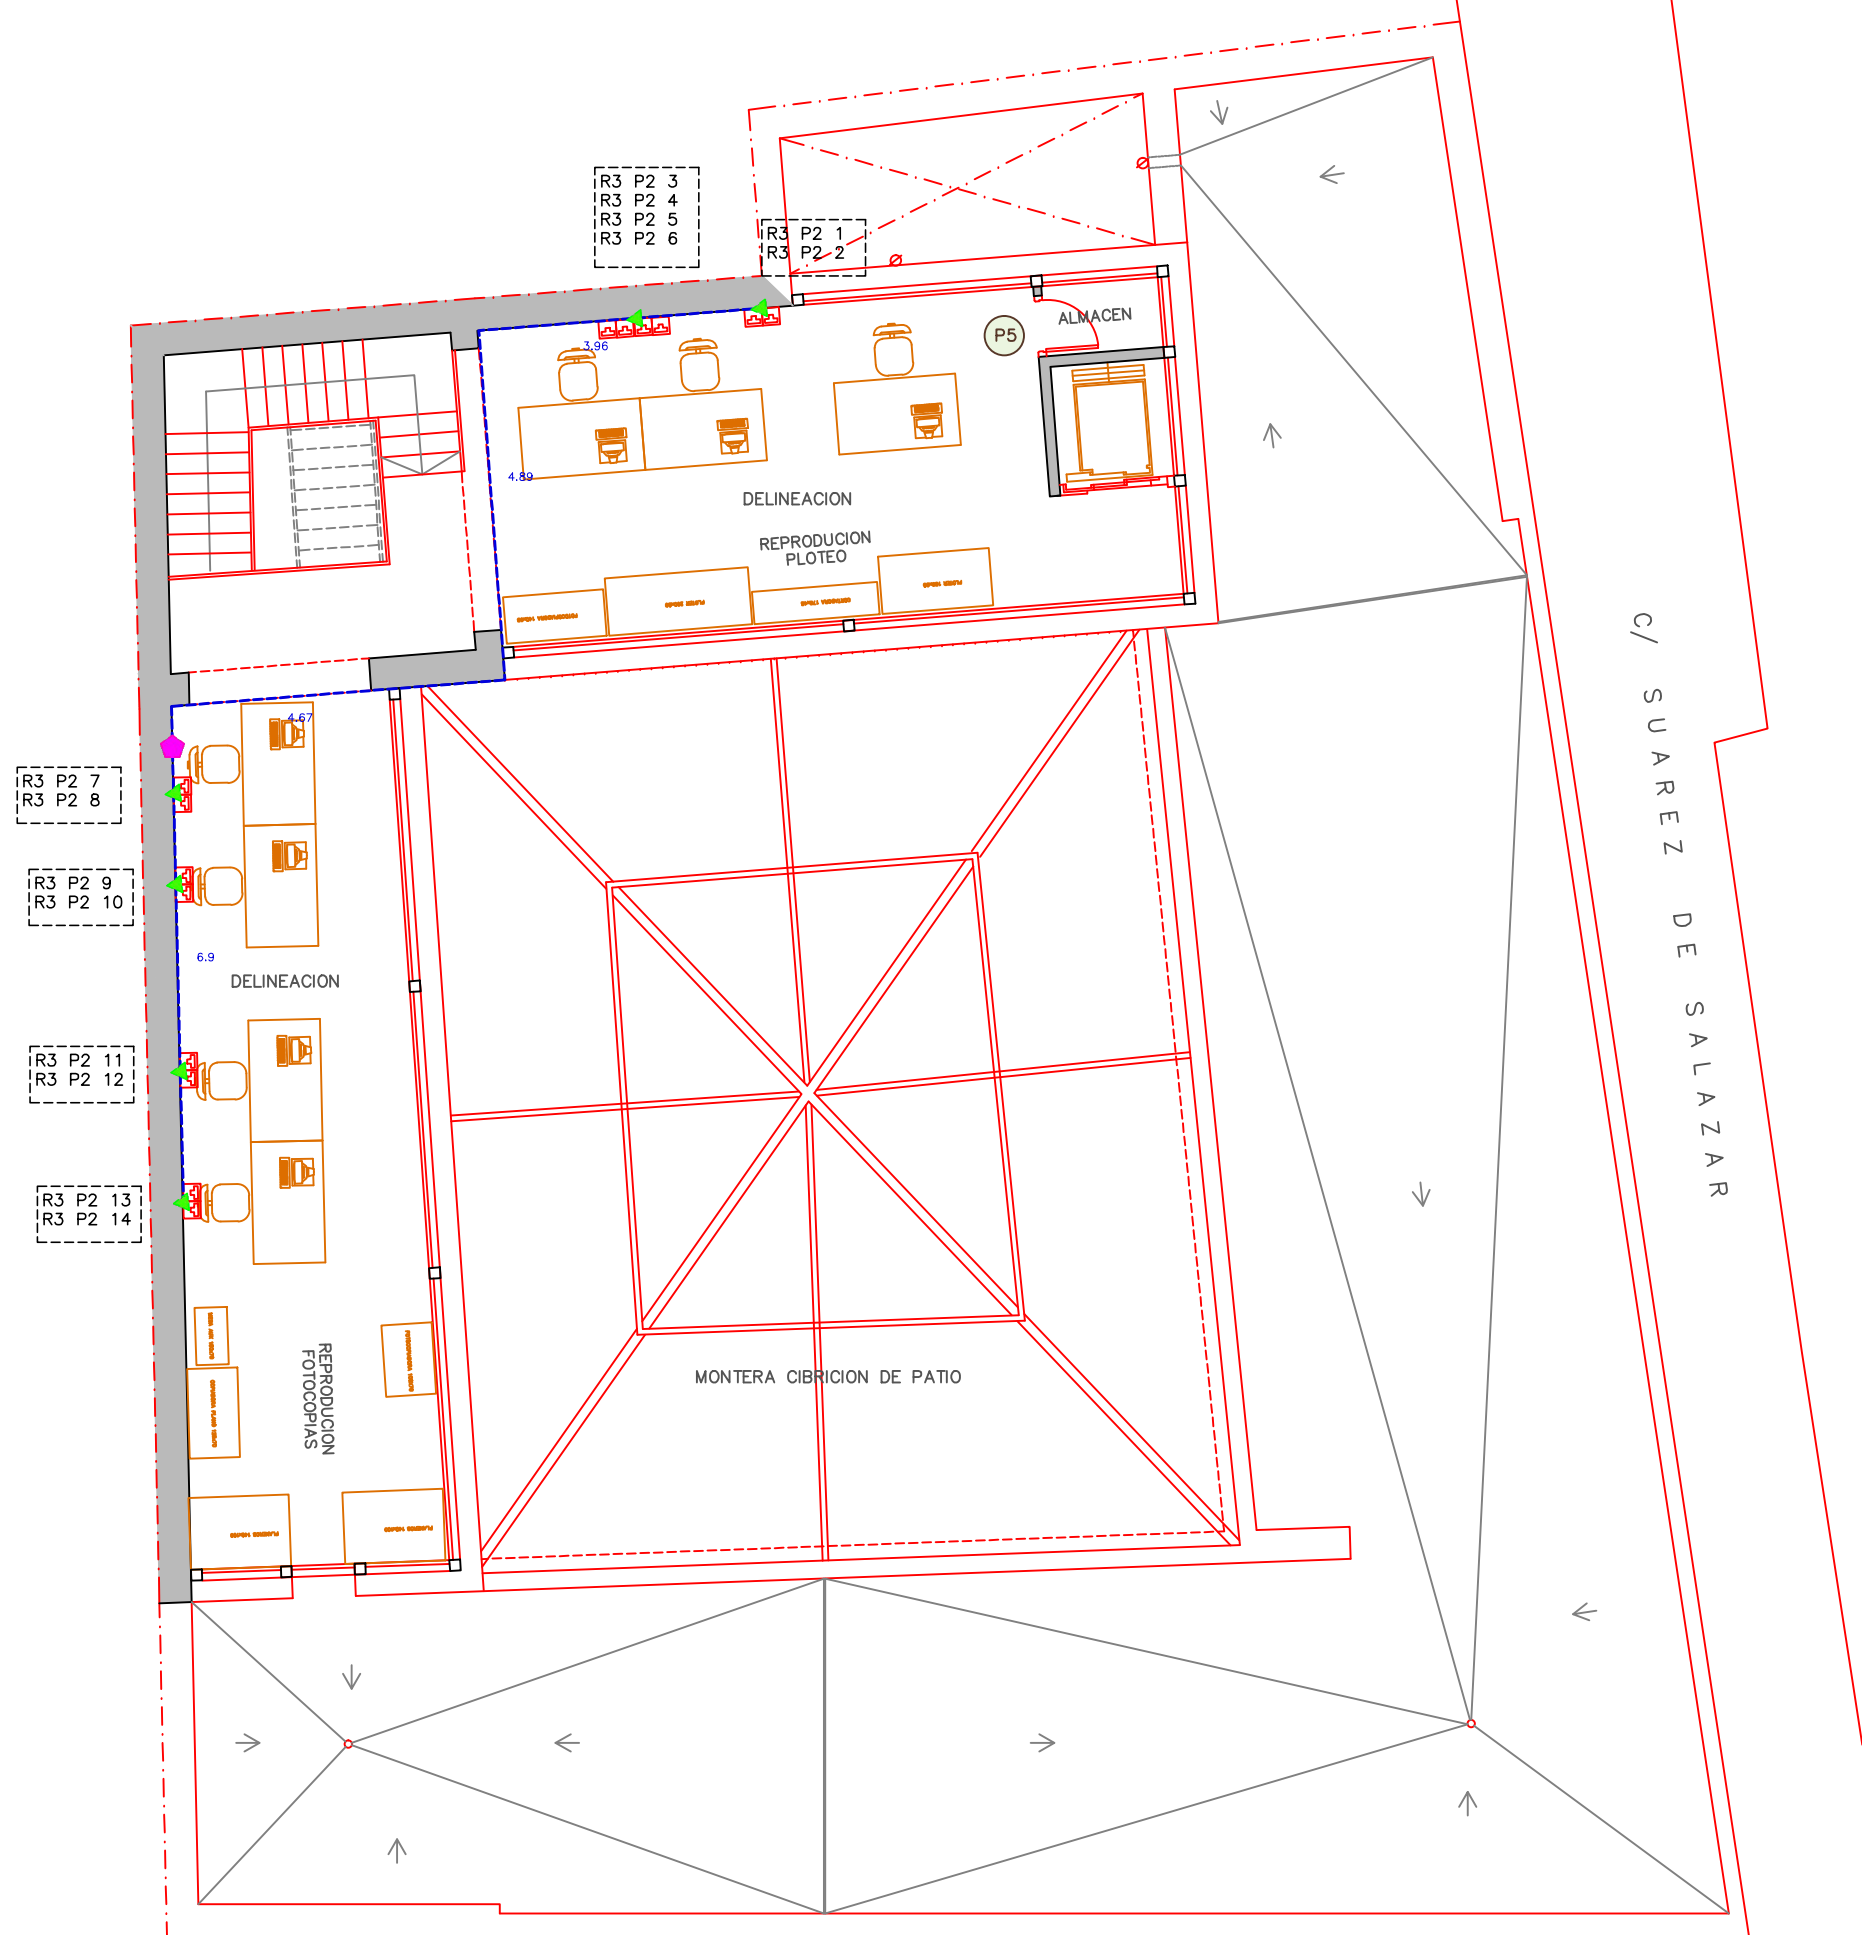 R3 P2 3
R3 P2 4
R3 P2 5
R3 P2 6
R3 P2 1
R3 P2 2
ALMACEN
P5
3.96
4.89
DELINEACION
REPRODUCION
PLOTEO
4.67
R3 P2 7
R3 P2 8
R3 P2 9
R3 P2 10
6.9
DELINEACION
R3 P2 11
R3 P2 12
R3 P2 13
R3 P2 14
REPRODUCION
FOTOCOPIAS
MONTERA CIBRICION DE PATIO
C/ SUAREZ DE SALAZAR